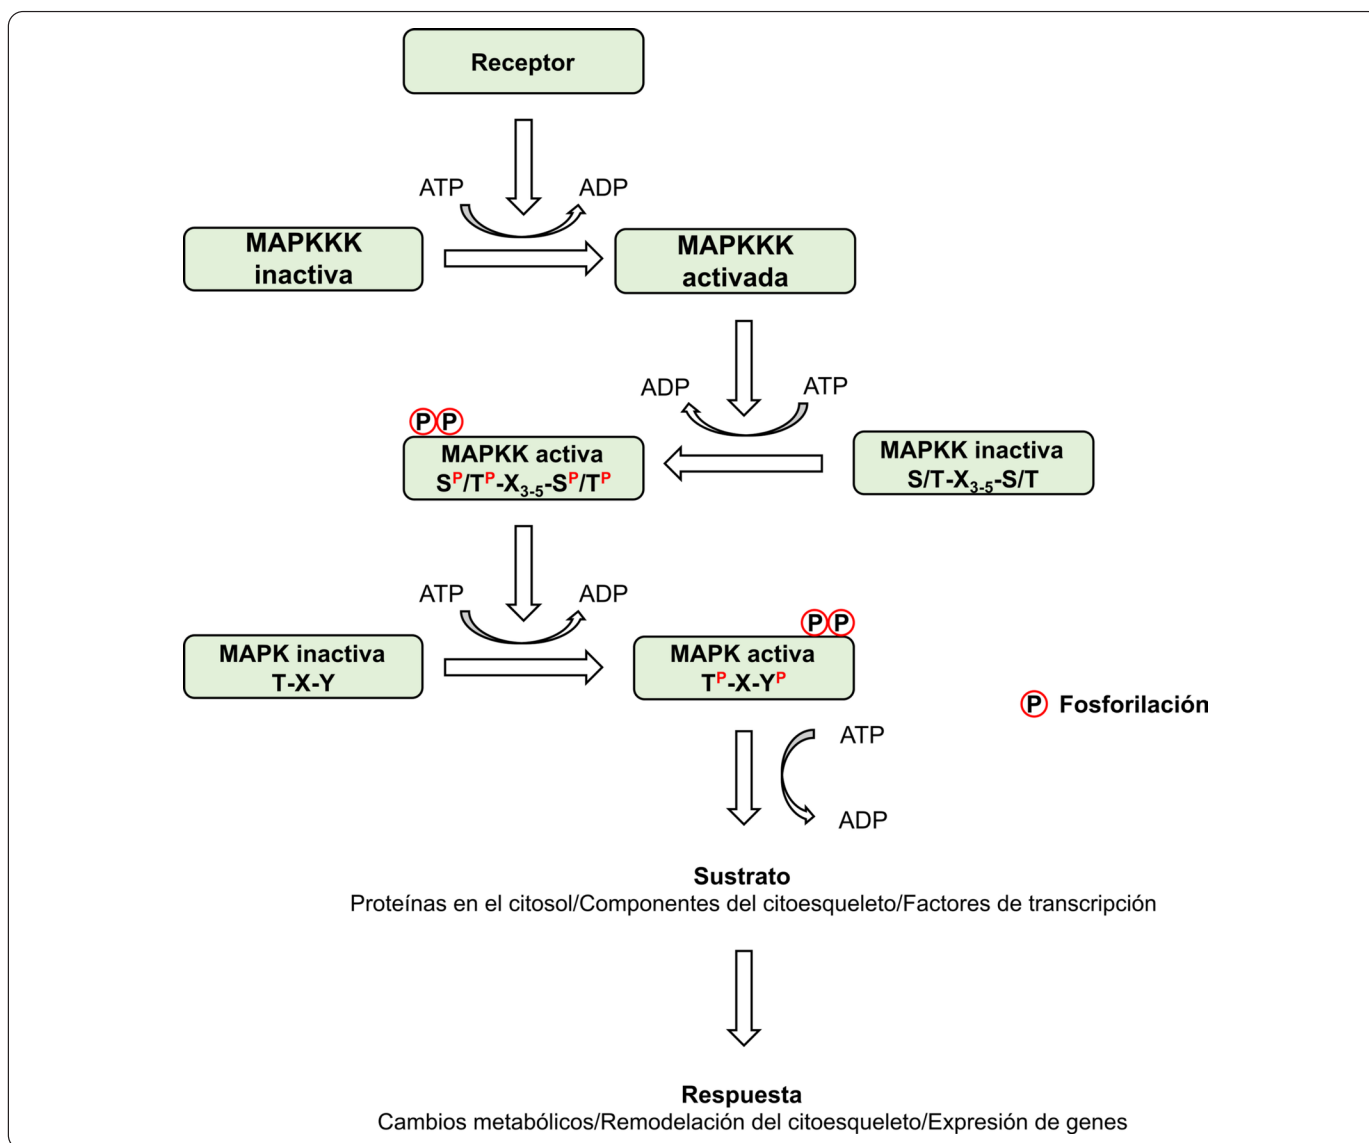 Receptor
ATP
ADP
MAPKKK
inactiva
MAPKKK
activada
ADP
ATP
P P
MAPKK activa
Sᴾ/Tᴾ-X₃₋₅-Sᴾ/Tᴾ
MAPKK inactiva
S/T-X₃₋₅-S/T
ATP
ADP
P P
MAPK inactiva
T-X-Y
MAPK activa
Tᴾ-X-Yᴾ
P Fosforilación
ATP
ADP
Sustrato
Proteínas en el citosol/Componentes del citoesqueleto/Factores de transcripción
Respuesta
Cambios metabólicos/Remodelación del citoesqueleto/Expresión de genes